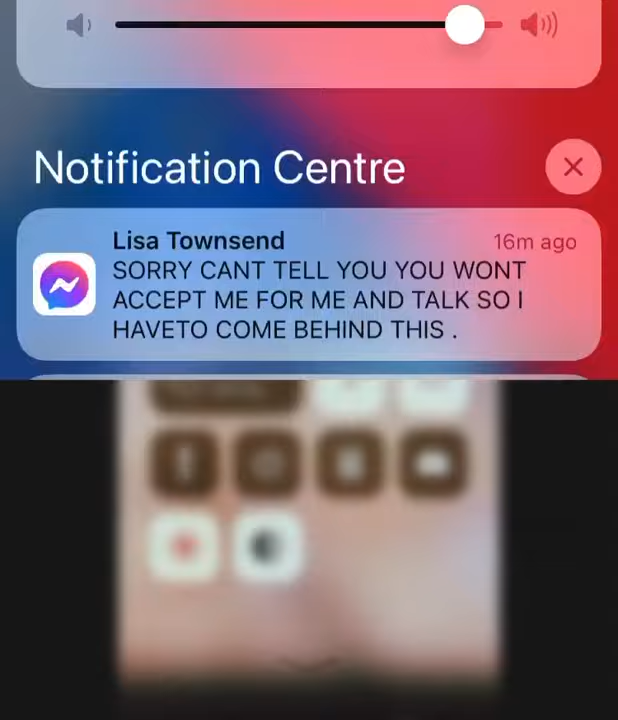 Notification Centre
Lisa Townsend
16m ago
SORRY CANT TELL YOU YOU WONT
ACCEPT ME FOR ME AND TALK SO I
HAVETO COME BEHIND THIS .